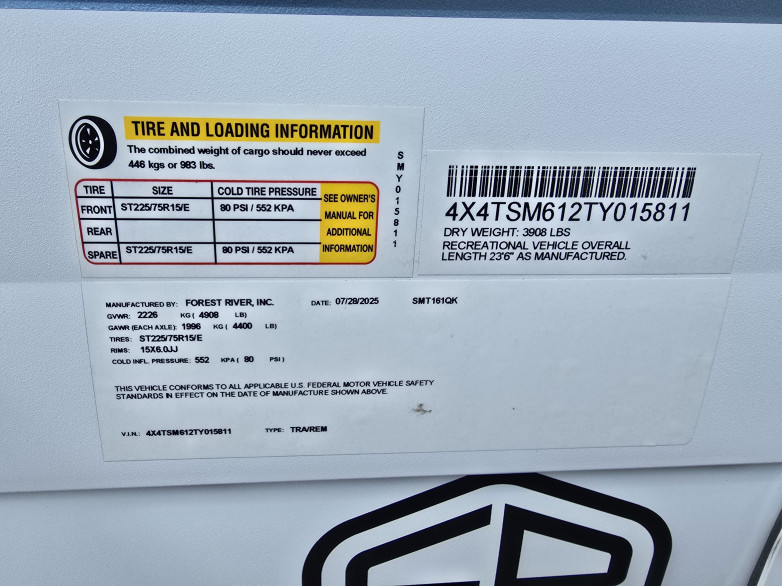 TIRE AND LOADING INFORMATION
The combined weight of cargo should never exceed
446 kgs or 983 lbs.
TIRE SIZE COLD TIRE PRESSURE
FRONT ST225/75R15/E 80 PSI / 552 KPA
REAR
SPARE ST225/75R15/E 80 PSI / 552 KPA
SEE OWNER'S
MANUAL FOR
ADDITIONAL
INFORMATION
SMY015811
4X4TSM612TY015811
DRY WEIGHT: 3908 LBS
RECREATIONAL VEHICLE OVERALL
LENGTH 23'6" AS MANUFACTURED.
MANUFACTURED BY: FOREST RIVER, INC. DATE: 07/28/2025 SMT161QK
GVWR: 2226 KG ( 4908 LB)
GAWR (EACH AXLE): 1996 KG ( 4400 LB)
TIRES: ST225/75R15/E
RIMS: 15X6.0JJ
COLD INFL. PRESSURE: 552 KPA ( 80 PSI )
THIS VEHICLE CONFORMS TO ALL APPLICABLE U.S. FEDERAL MOTOR VEHICLE SAFETY
STANDARDS IN EFFECT ON THE DATE OF MANUFACTURE SHOWN ABOVE.
V.I.N.: 4X4TSM612TY015811 TYPE: TRA/REM